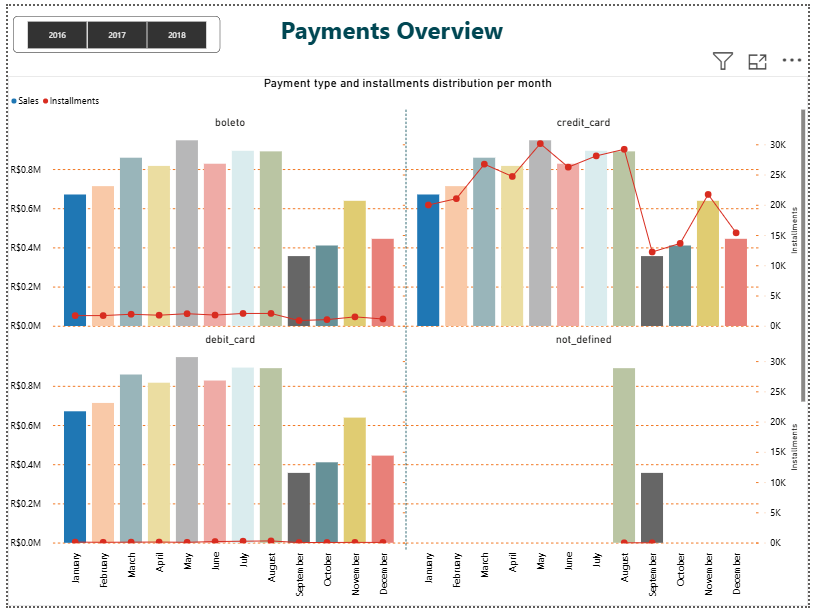 2016 2017 2018
Payments Overview
Payment type and installments distribution per month
Sales Installments
boleto credit_card
R$0.8M
R$0.6M
R$0.4M
R$0.2M
R$0.0M
30K
25K
20K
15K
10K
5K
0K
Installments
debit_card not_defined
R$0.8M
R$0.6M
R$0.4M
R$0.2M
R$0.0M
30K
25K
20K
15K
10K
5K
0K
Installments
January February March April May June July August September October November December
January February March April May June July August September October November December